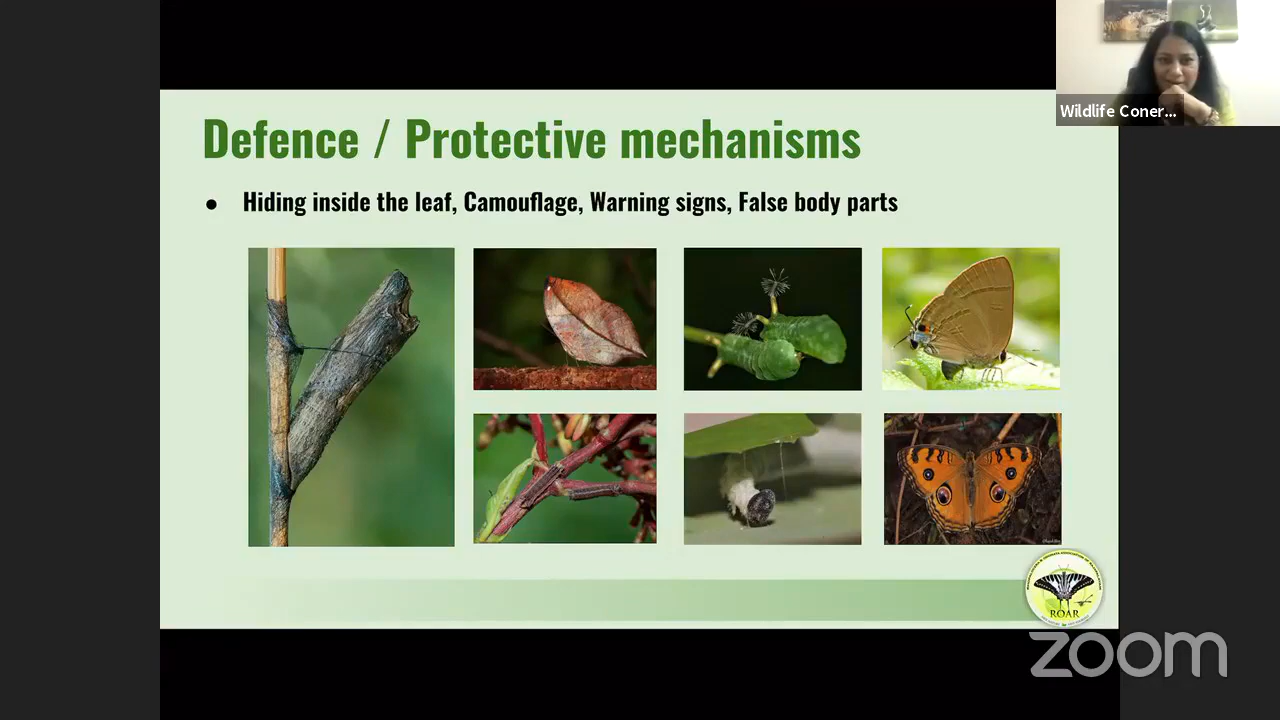 Wildlife Coner...
Defence / Protective mechanisms
● Hiding inside the leaf, Camouflage, Warning signs, False body parts
ROAR
zoom